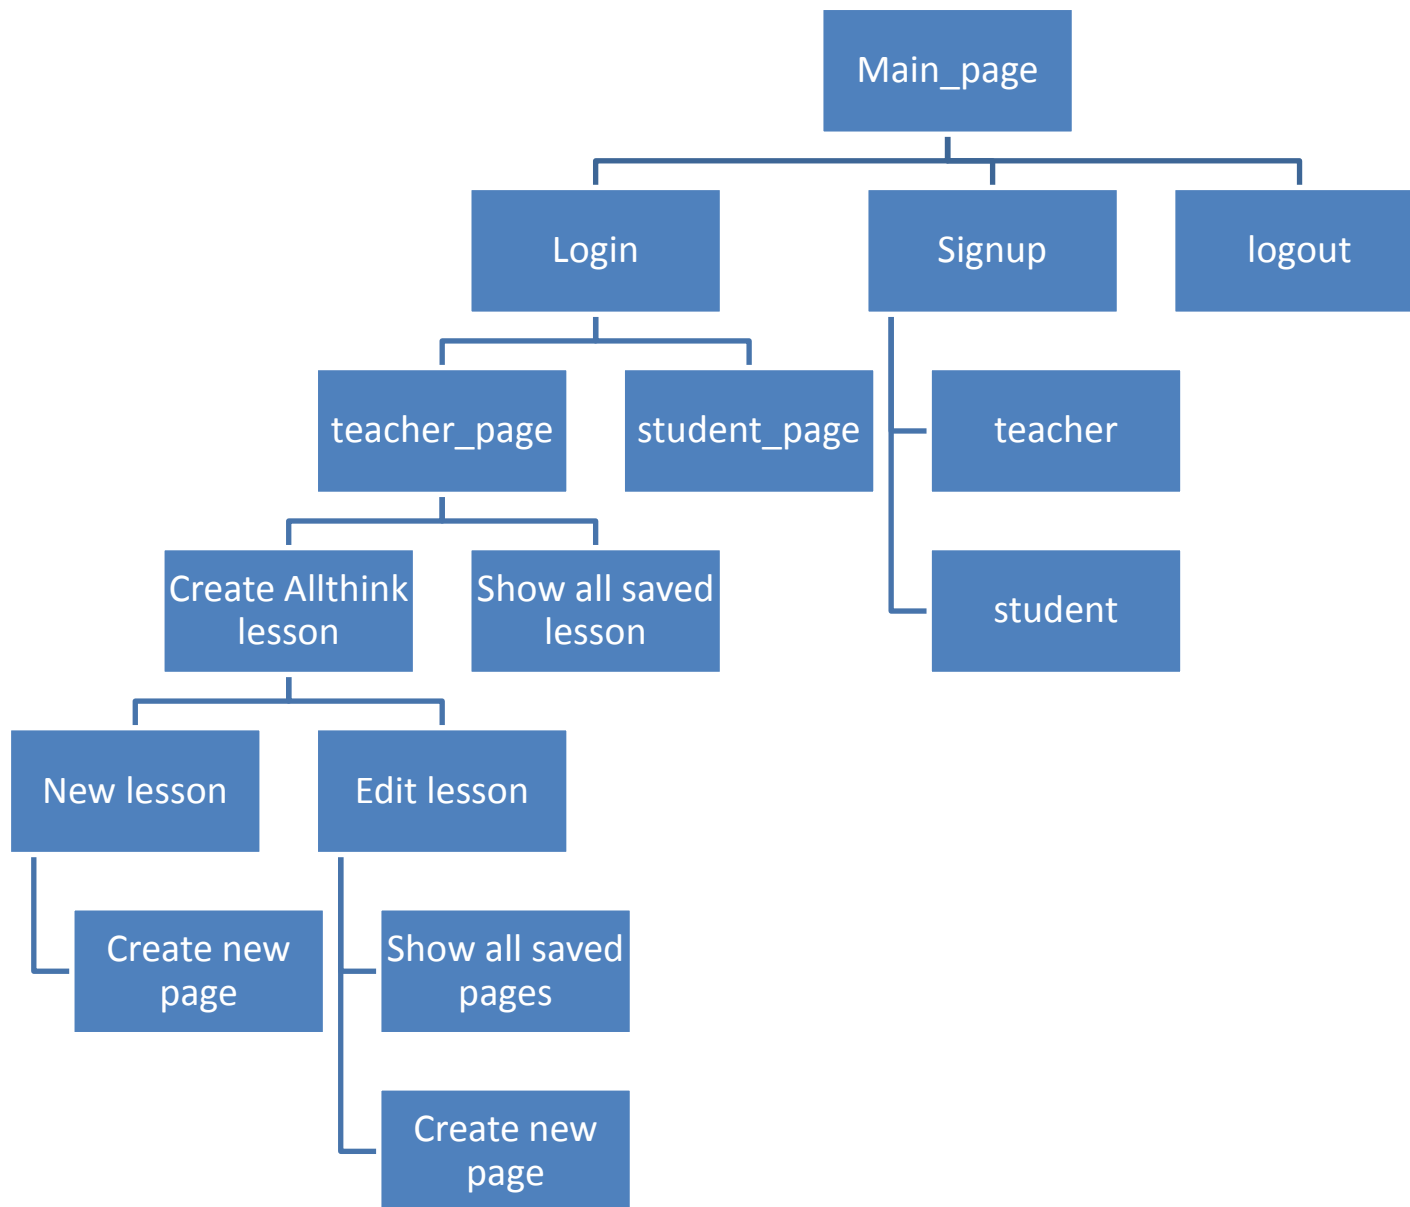 Main_page
Login
Signup
logout
teacher_page
student_page
teacher
Create Allthink
lesson
Show all saved
lesson
student
New lesson
Edit lesson
Create new
page
Show all saved
pages
Create new
page